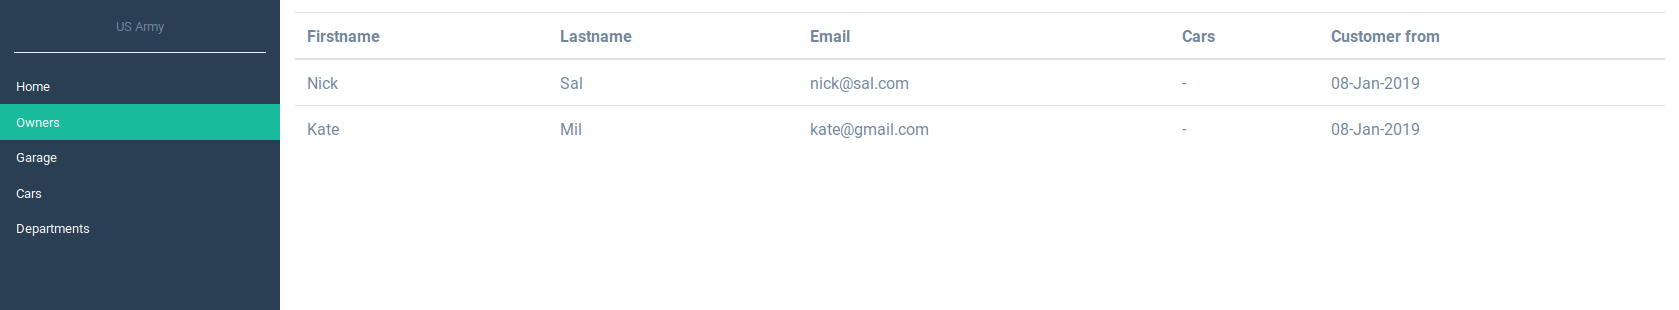 US Army
Home
Owners
Garage
Cars
Departments
Firstname Lastname Email Cars Customer from
Nick Sal nick@sal.com - 08-Jan-2019
Kate Mil kate@gmail.com - 08-Jan-2019